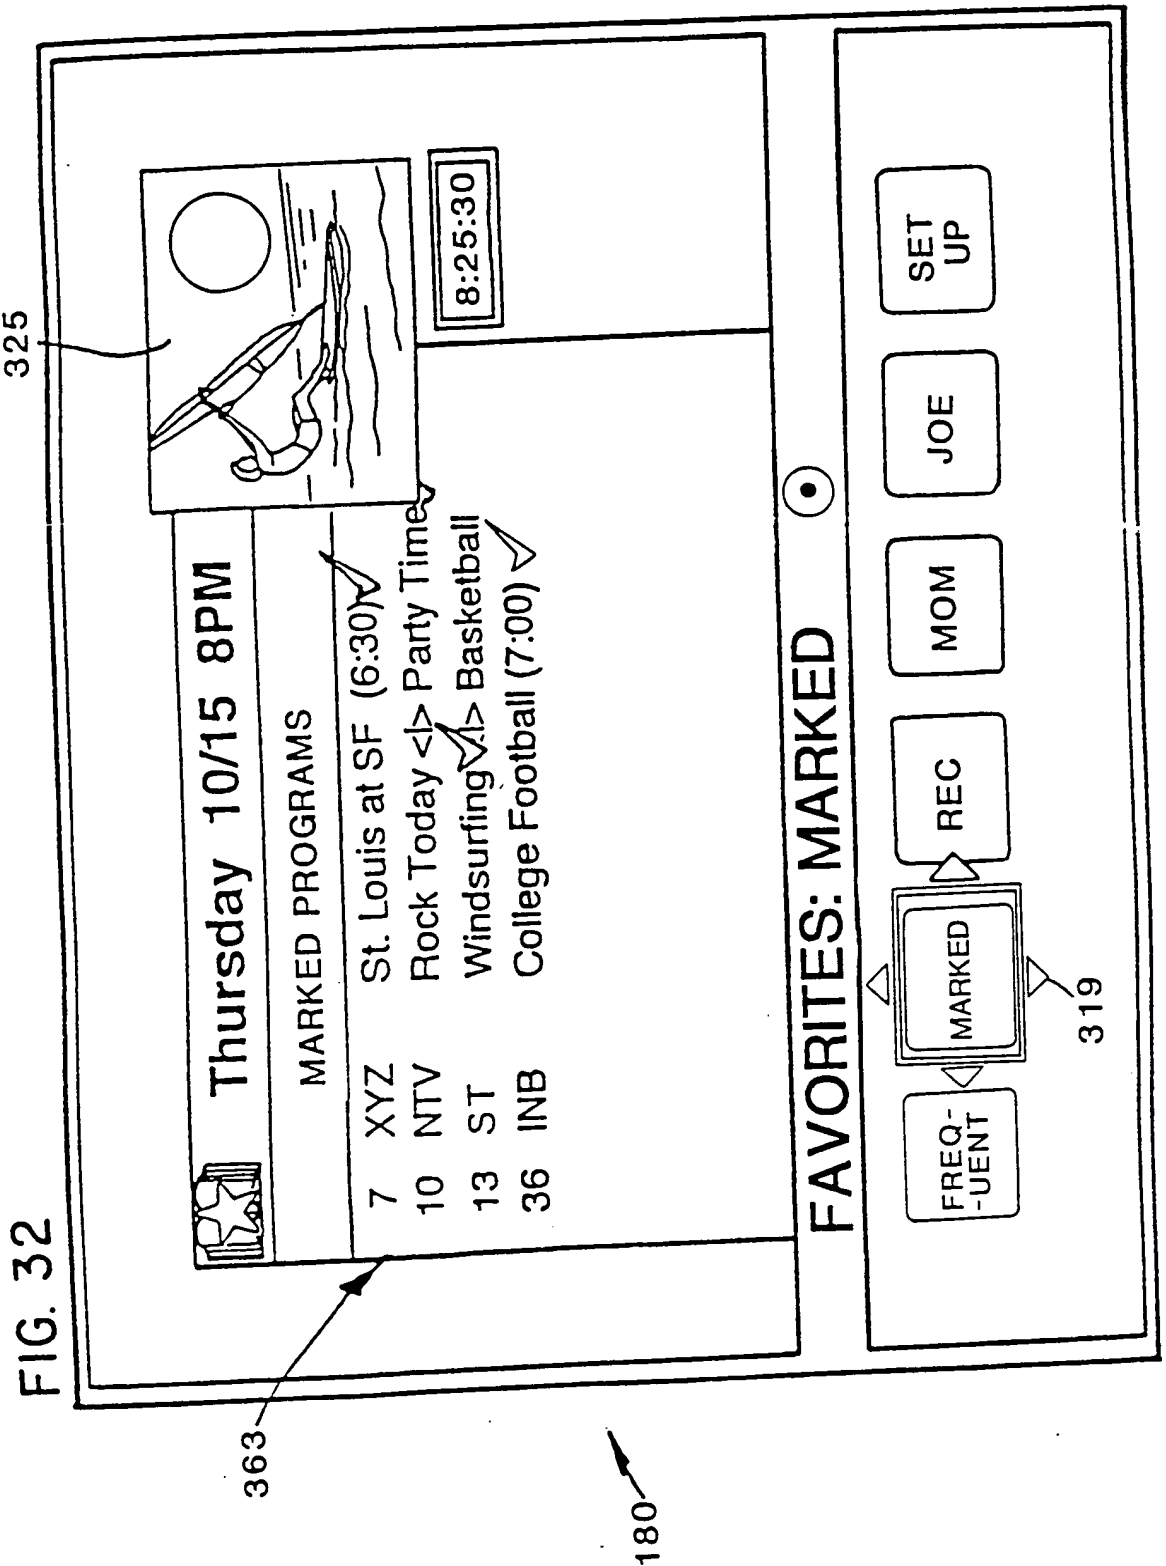 FIG. 32
325
Thursday 10/15 8PM
MARKED PROGRAMS
7 XYZ St. Louis at SF (6:30)
10 NTV Rock Today <I> Party Time
13 ST Windsurfing <I> Basketball
36 INB College Football (7:00)
8:25:30
363
180
FAVORITES: MARKED
FREQ-
-UENT
MARKED
REC
MOM
JOE
SET
UP
319